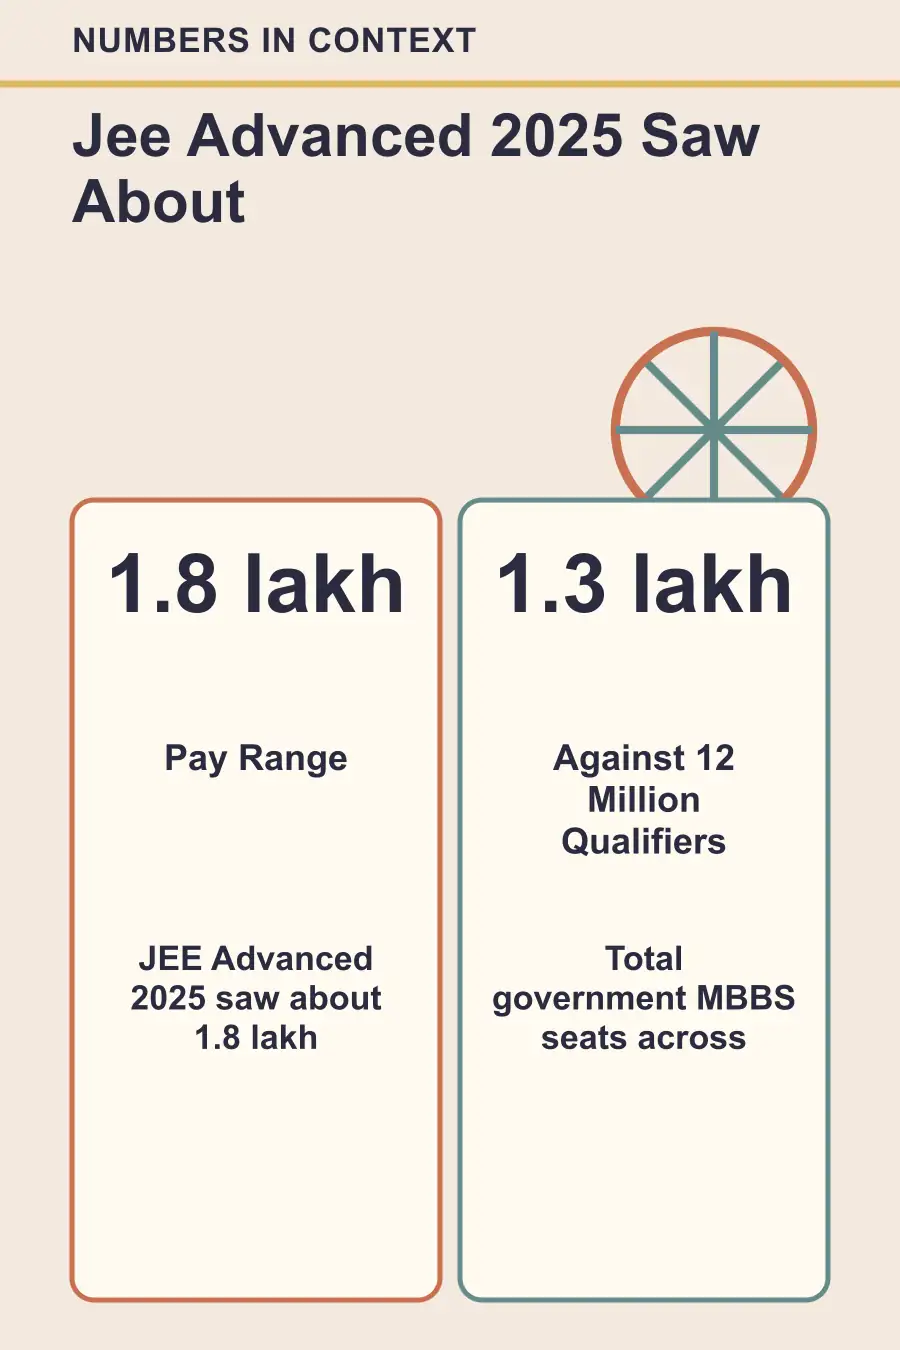 NUMBERS IN CONTEXT
Jee Advanced 2025 Saw
About
1.8 lakh
Pay Range
JEE Advanced
2025 saw about
1.8 lakh
1.3 lakh
Against 12
Million
Qualifiers
Total
government MBBS
seats across